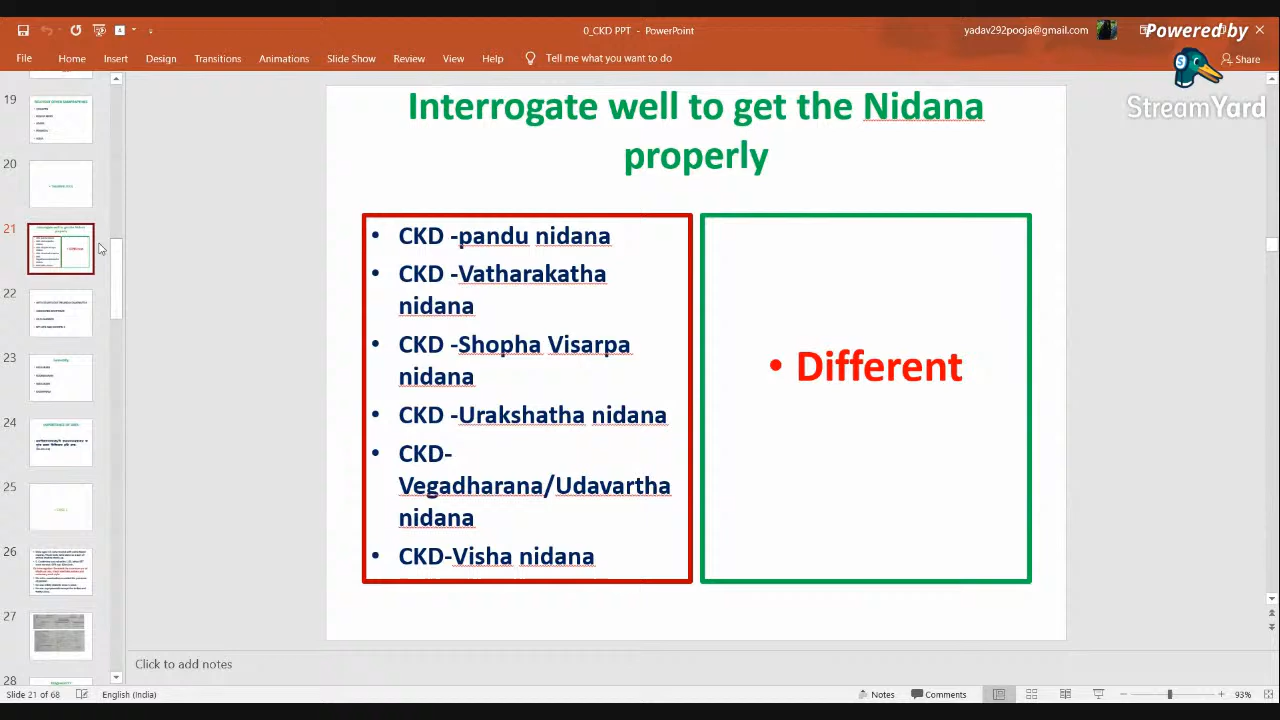 0_CKD PPT - PowerPoint
yadav292pooja@gmail.com
Powered by
StreamYard
File Home Insert Design Transitions Animations Slide Show Review View Help Tell me what you want to do Share
19
20
21
22
23
24
25
26
27
28
Interrogate well to get the Nidana
properly
• CKD -pandu nidana
• CKD -Vatharakatha
nidana
• CKD -Shopha Visarpa
nidana
• CKD -Urakshatha nidana
• CKD-
Vegadharana/Udavartha
nidana
• CKD-Visha nidana
• Different
Click to add notes
Slide 21 of 68 English (India) Notes Comments 93%